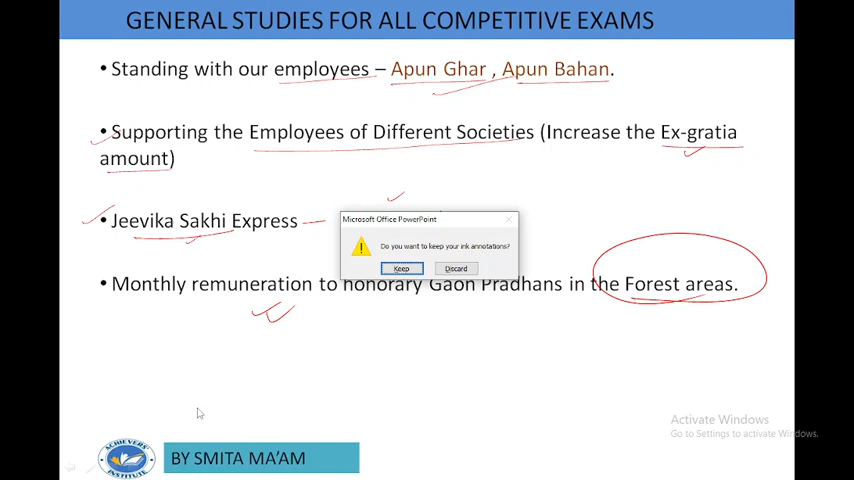 GENERAL STUDIES FOR ALL COMPETITIVE EXAMS
• Standing with our employees – Apun Ghar , Apun Bahan.
• Supporting the Employees of Different Societies (Increase the Ex-gratia
amount)
• Jeevika Sakhi Express
Microsoft Office PowerPoint
Do you want to keep your ink annotations?
Keep
Discard
• Monthly remuneration to honorary Gaon Pradhans in the Forest areas.
Activate Windows
Go to Settings to activate Windows.
ACHIEVERS'
INSTITUTE
BY SMITA MA'AM